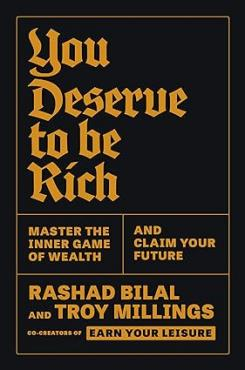 You
Deserve
to be
Rich
MASTER THE
INNER GAME
OF WEALTH
AND
CLAIM YOUR
FUTURE
RASHAD BILAL
AND TROY MILLINGS
CO-CREATORS OF EARN YOUR LEISURE